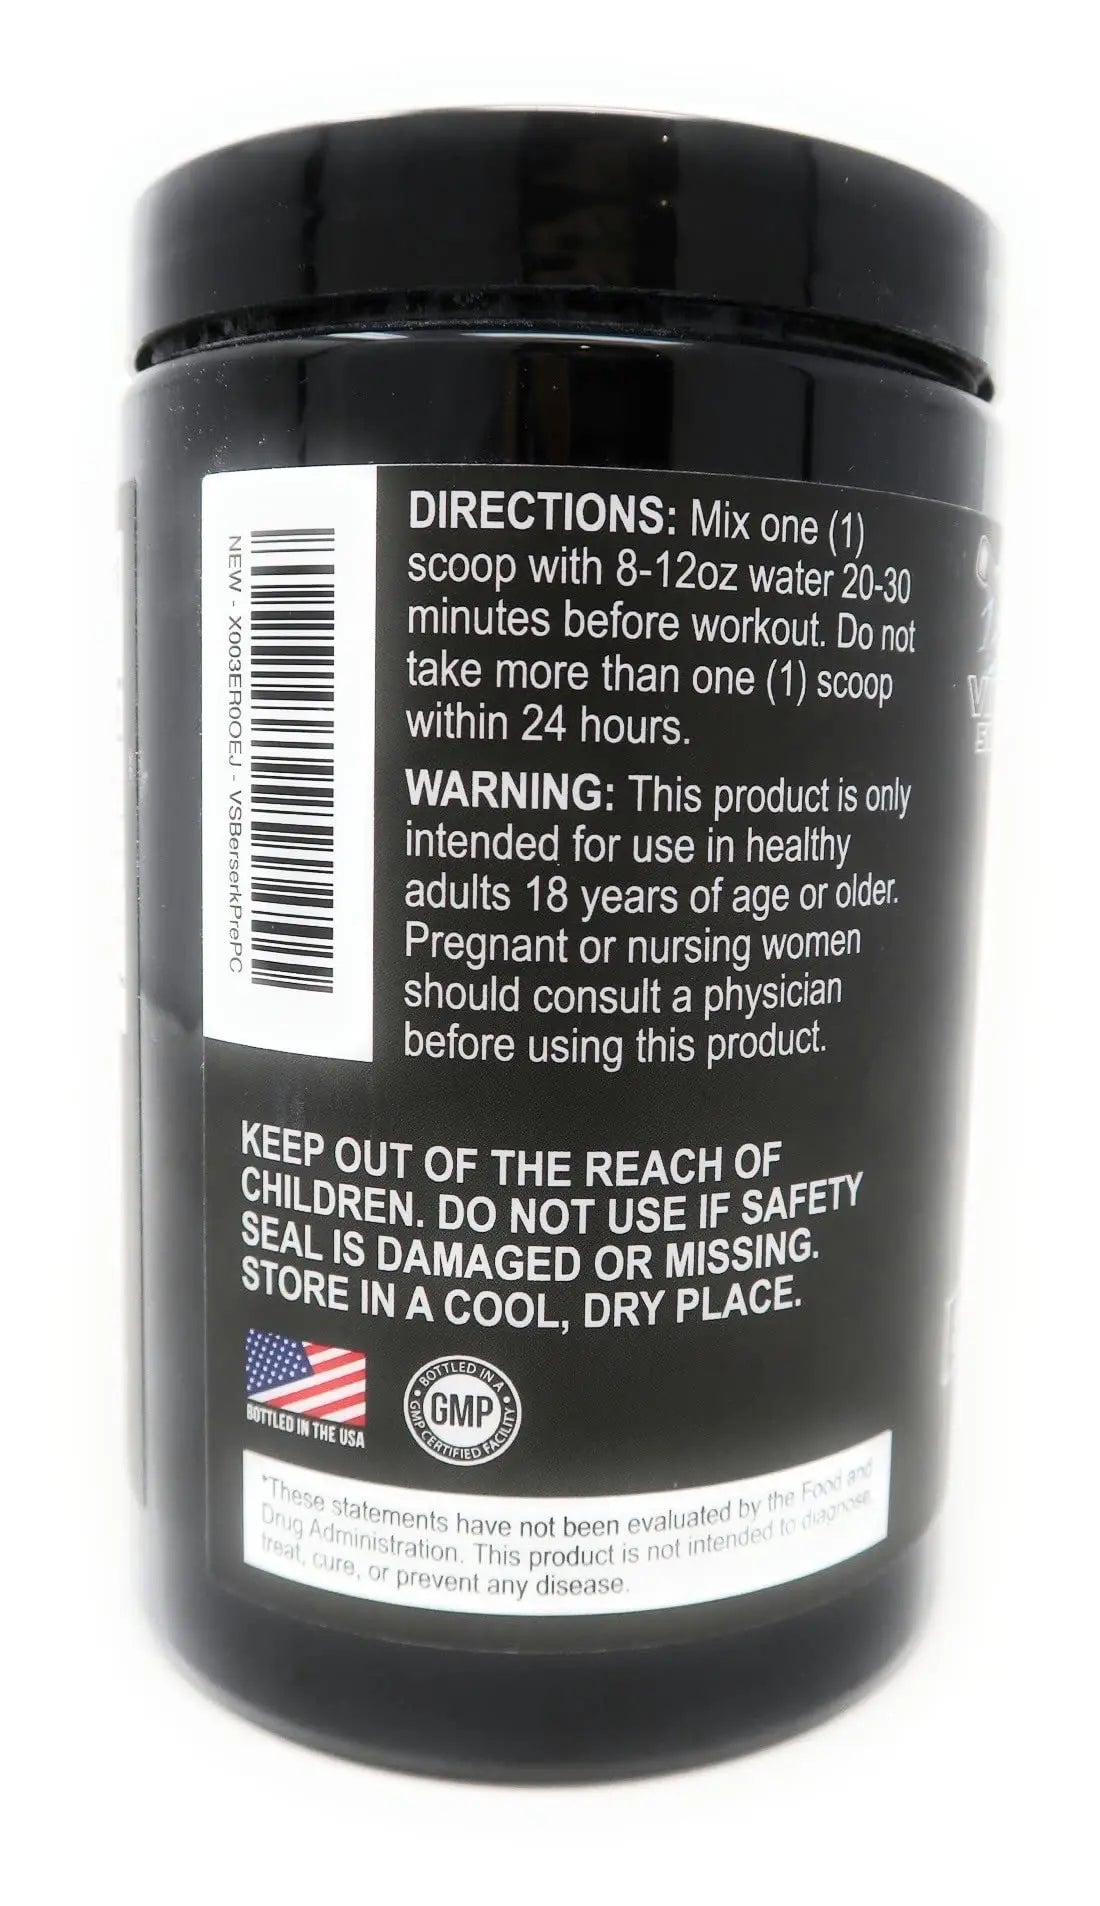 NEW - X003ER0OEJ - VSBerserkPrePC
DIRECTIONS: Mix one (1)
scoop with 8-12oz water 20-30
minutes before workout. Do not
take more than one (1) scoop
within 24 hours.
WARNING: This product is only
intended for use in healthy
adults 18 years of age or older.
Pregnant or nursing women
should consult a physician
before using this product.
KEEP OUT OF THE REACH OF
CHILDREN. DO NOT USE IF SAFETY
SEAL IS DAMAGED OR MISSING.
STORE IN A COOL, DRY PLACE.
BOTTLED IN THE USA
BOTTLED IN A
GMP
GMP CERTIFIED FACILITY
*These statements have not been evaluated by the Food and
Drug Administration. This product is not intended to diagnose,
treat, cure, or prevent any disease.